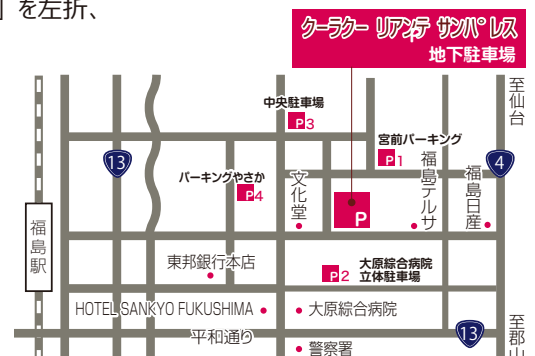 」を左折、
クーラクー リアンテ サンパレス
地下駐車場
至仙台
中央駐車場
P3
宮前パーキング
P1
13
4
パーキングやさか
P4
文化堂
P
福島テルサ
福島日産
福島駅
東邦銀行本店
P2
大原綜合病院
立体駐車場
HOTEL SANKYO FUKUSHIMA
大原綜合病院
平和通り
13
至郡山
警察署